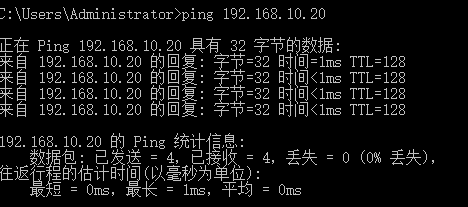 C:\Users\Administrator>ping 192.168.10.20
正在 Ping 192.168.10.20 具有 32 字节的数据:
来自 192.168.10.20 的回复: 字节=32 时间=1ms TTL=128
来自 192.168.10.20 的回复: 字节=32 时间<1ms TTL=128
来自 192.168.10.20 的回复: 字节=32 时间<1ms TTL=128
来自 192.168.10.20 的回复: 字节=32 时间<1ms TTL=128
192.168.10.20 的 Ping 统计信息:
数据包: 已发送 = 4, 已接收 = 4, 丢失 = 0 (0% 丢失),
往返行程的估计时间(以毫秒为单位):
最短 = 0ms, 最长 = 1ms, 平均 = 0ms